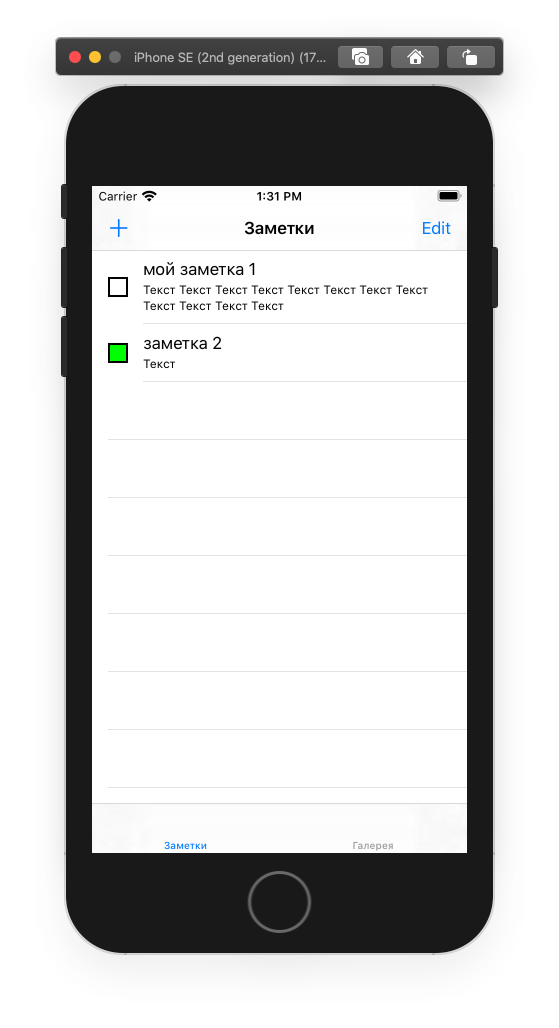 iPhone SE (2nd generation) (17...
Carrier 1:31 PM
Заметки Edit
мой заметка 1
Текст Текст Текст Текст Текст Текст Текст Текст
Текст Текст Текст Текст
заметка 2
Текст
Заметки Галерея